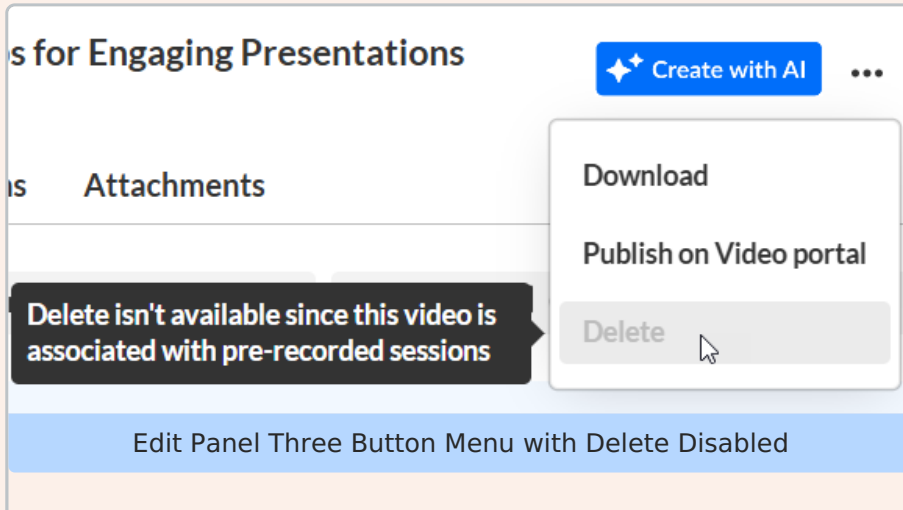 s for Engaging Presentations
Create with AI
Attachments
Download
Publish on Video portal
Delete isn't available since this video is
associated with pre-recorded sessions
Delete
Edit Panel Three Button Menu with Delete Disabled